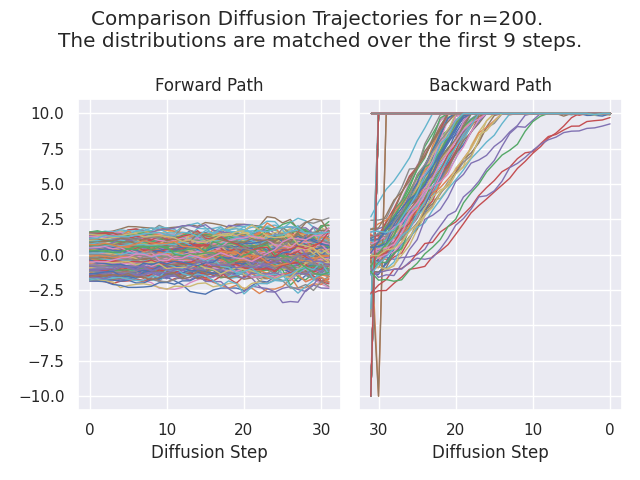 Comparison Diffusion Trajectories for n=200.
The distributions are matched over the first 9 steps.
Forward Path
Backward Path
10.0
7.5
5.0
2.5
0.0
−2.5
−5.0
−7.5
−10.0
0 10 20 30
30 20 10 0
Diffusion Step
Diffusion Step